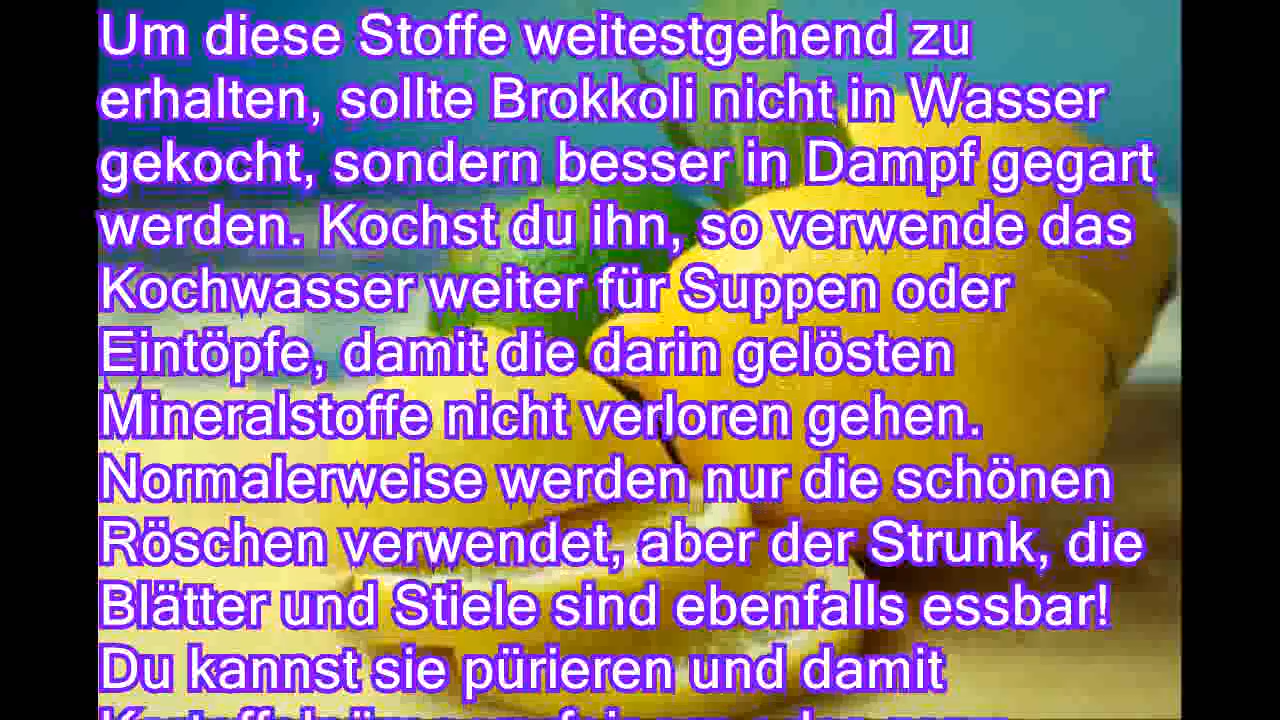 Um diese Stoffe weitestgehend zu
erhalten, sollte Brokkoli nicht in Wasser
gekocht, sondern besser in Dampf gegart
werden. Kochst du ihn, so verwende das
Kochwasser weiter für Suppen oder
Eintöpfe, damit die darin gelösten
Mineralstoffe nicht verloren gehen.
Normalerweise werden nur die schönen
Röschen verwendet, aber der Strunk, die
Blätter und Stiele sind ebenfalls essbar!
Du kannst sie pürieren und damit